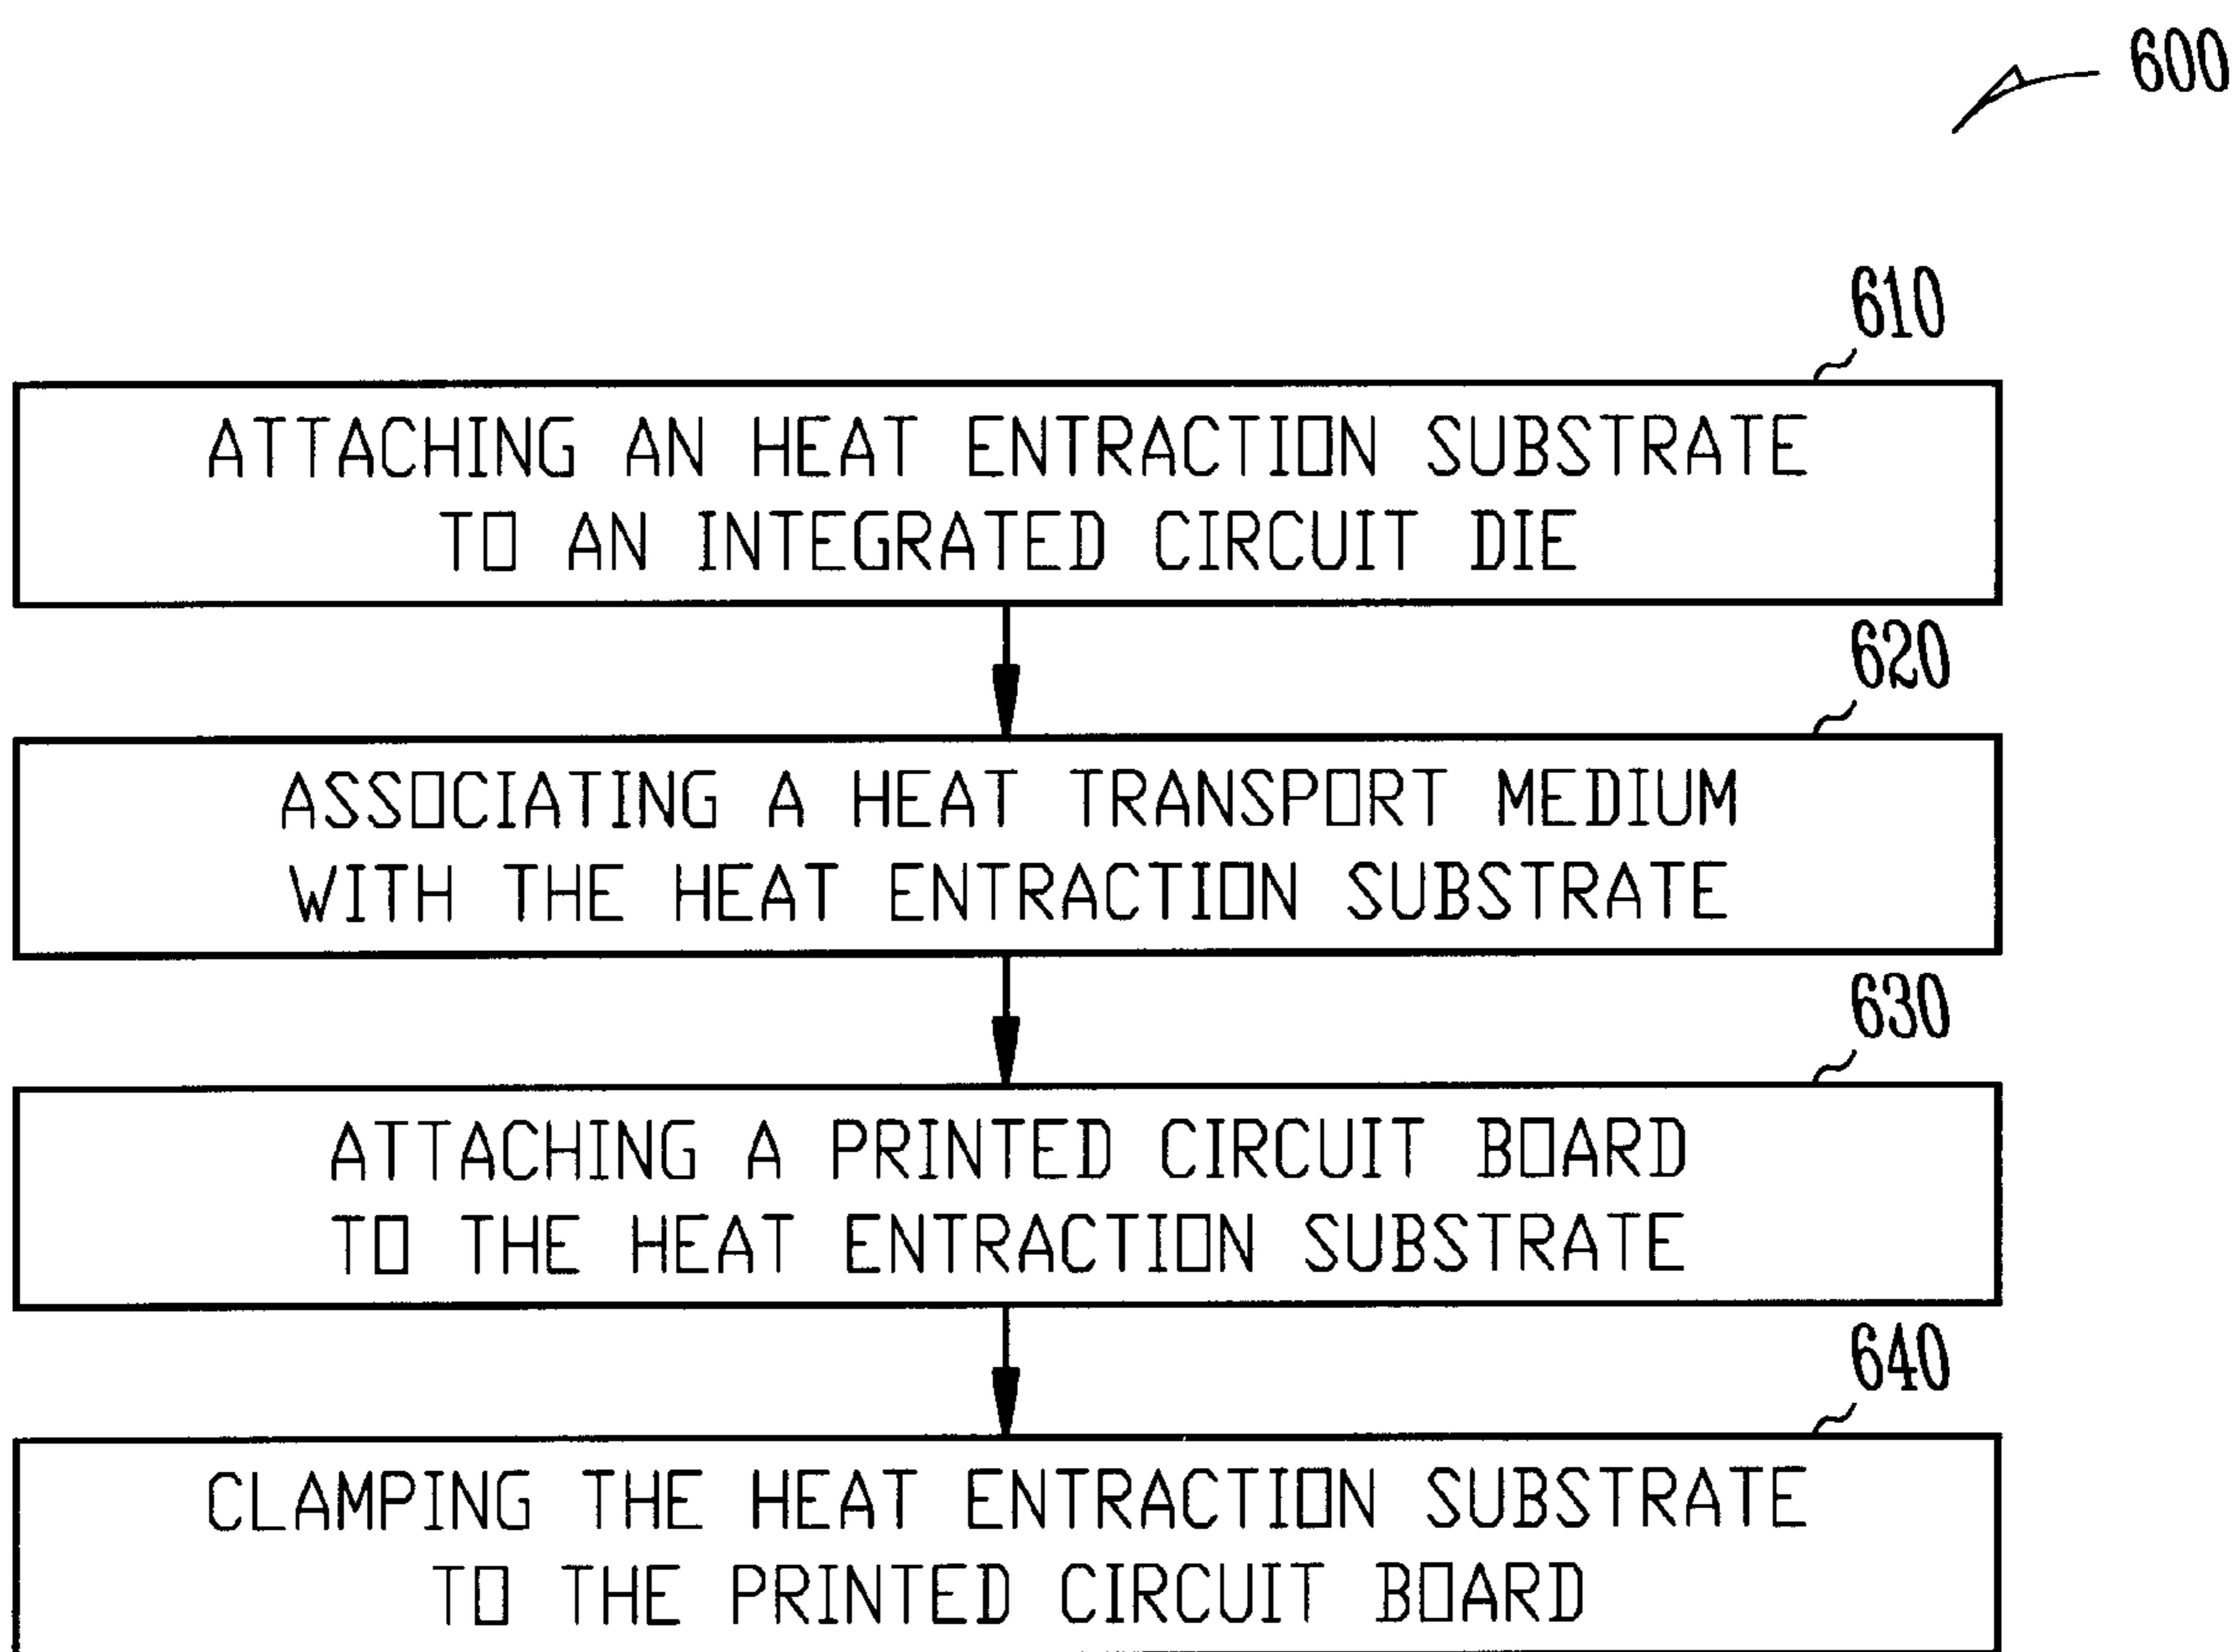 600
610
ATTACHING AN HEAT ENTRACTION SUBSTRATE
TO AN INTEGRATED CIRCUIT DIE
620
ASSOCIATING A HEAT TRANSPORT MEDIUM
WITH THE HEAT ENTRACTION SUBSTRATE
630
ATTACHING A PRINTED CIRCUIT BOARD
TO THE HEAT ENTRACTION SUBSTRATE
640
CLAMPING THE HEAT ENTRACTION SUBSTRATE
TO THE PRINTED CIRCUIT BOARD